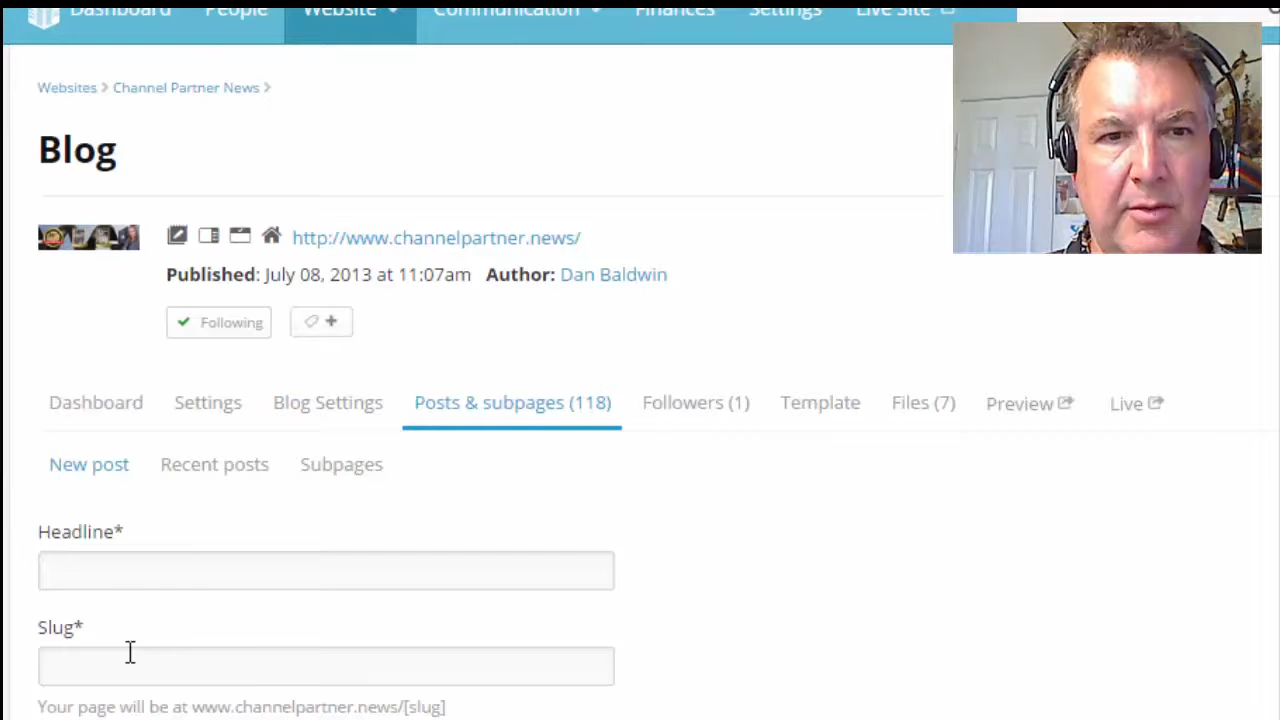 Dashboard People Website Communication Finances Settings Live Site
Websites Channel Partner News
Blog
http://www.channelpartner.news/
Published: July 08, 2013 at 11:07am Author: Dan Baldwin
Following +
Dashboard Settings Blog Settings Posts & subpages (118) Followers (1) Template Files (7) Preview Live
New post Recent posts Subpages
Headline*
Slug*
Your page will be at www.channelpartner.news/[slug]